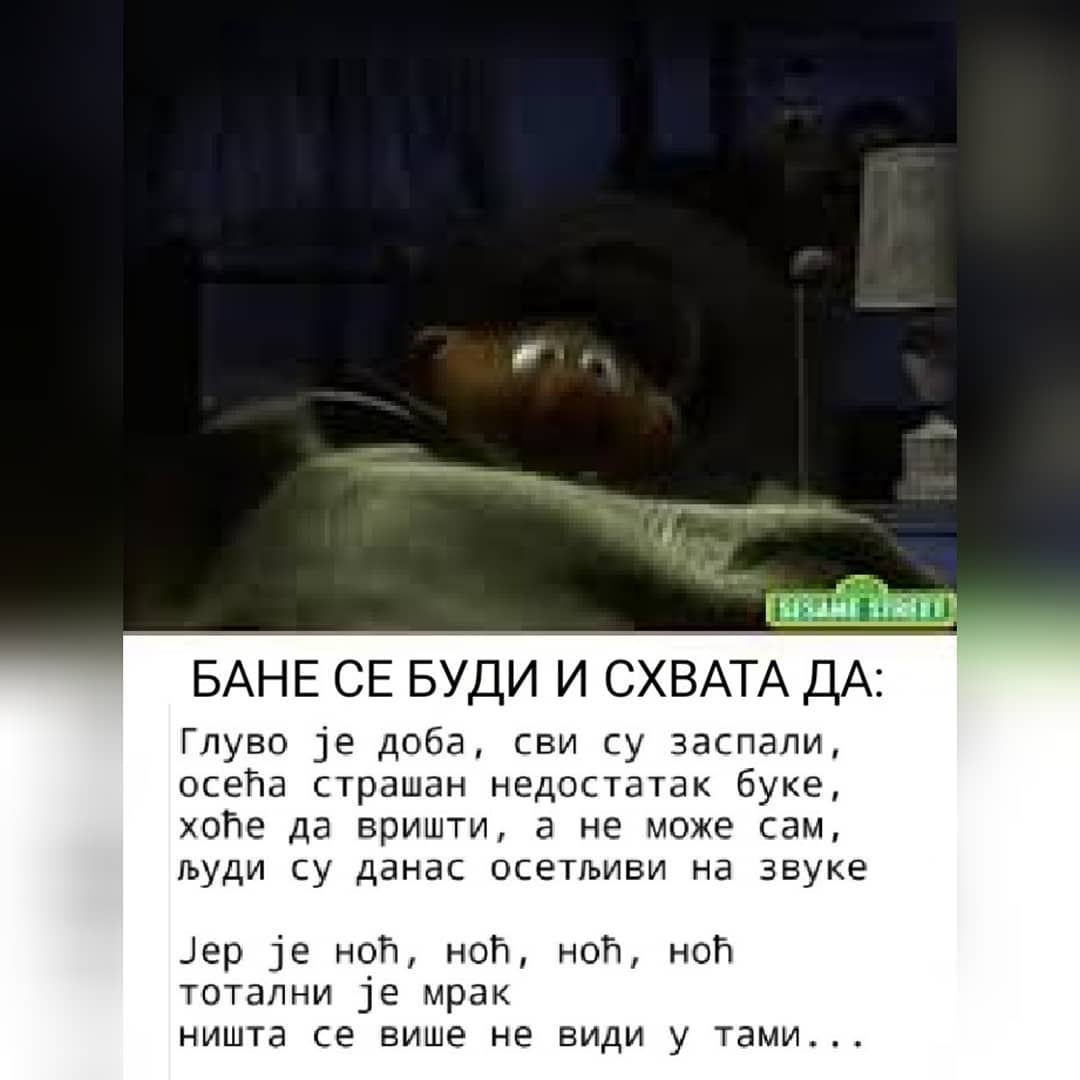 SESAME STREET
БАНЕ СЕ БУДИ И СХВАТА ДА:
Глуво је доба, сви су заспали,
осећа страшан недостатак буке,
хоће да вришти, а не може сам,
људи су данас осетљиви на звуке
Јер је ноћ, ноћ, ноћ, ноћ
тотални је мрак
ништа се више не види у тами...